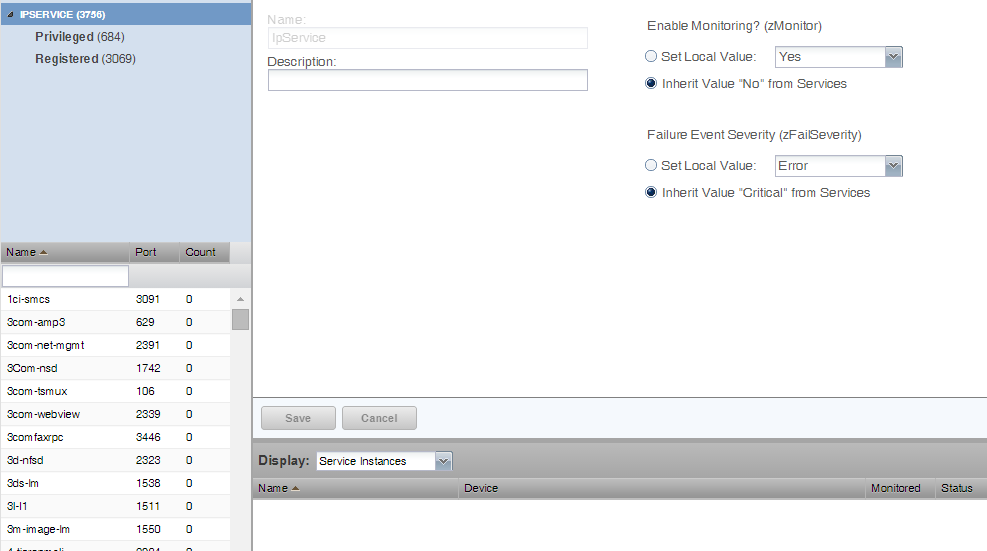 IPSERVICE (3756)
Privileged (684)
Registered (3069)
Name Port Count
1ci-smcs 3091 0
3com-amp3 629 0
3com-net-mgmt 2391 0
3Com-nsd 1742 0
3com-tsmux 106 0
3com-webview 2339 0
3comfaxrpc 3446 0
3d-nfsd 2323 0
3ds-lm 1538 0
3l-l1 1511 0
3m-image-lm 1550 0
Name:
IpService
Description:
Enable Monitoring? (zMonitor)
Set Local Value: Yes
Inherit Value "No" from Services
Failure Event Severity (zFailSeverity)
Set Local Value: Error
Inherit Value "Critical" from Services
Save Cancel
Display: Service Instances
Name Device Monitored Status